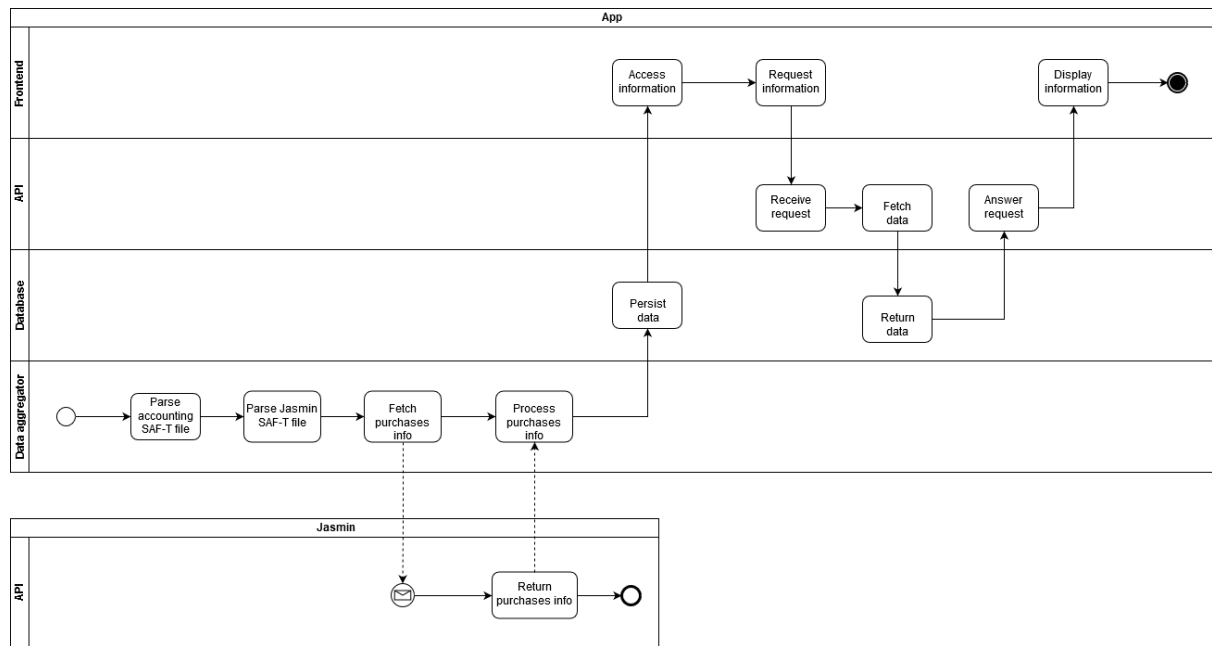 App
Frontend
Access
information
Request
information
Display
information
API
Receive
request
Fetch
data
Answer
request
Database
Persist
data
Return
data
Data aggregator
Parse
accounting
SAF-T file
Parse Jasmin
SAF-T file
Fetch
purchases
info
Process
purchases
info
Jasmin
API
Return
purchases info